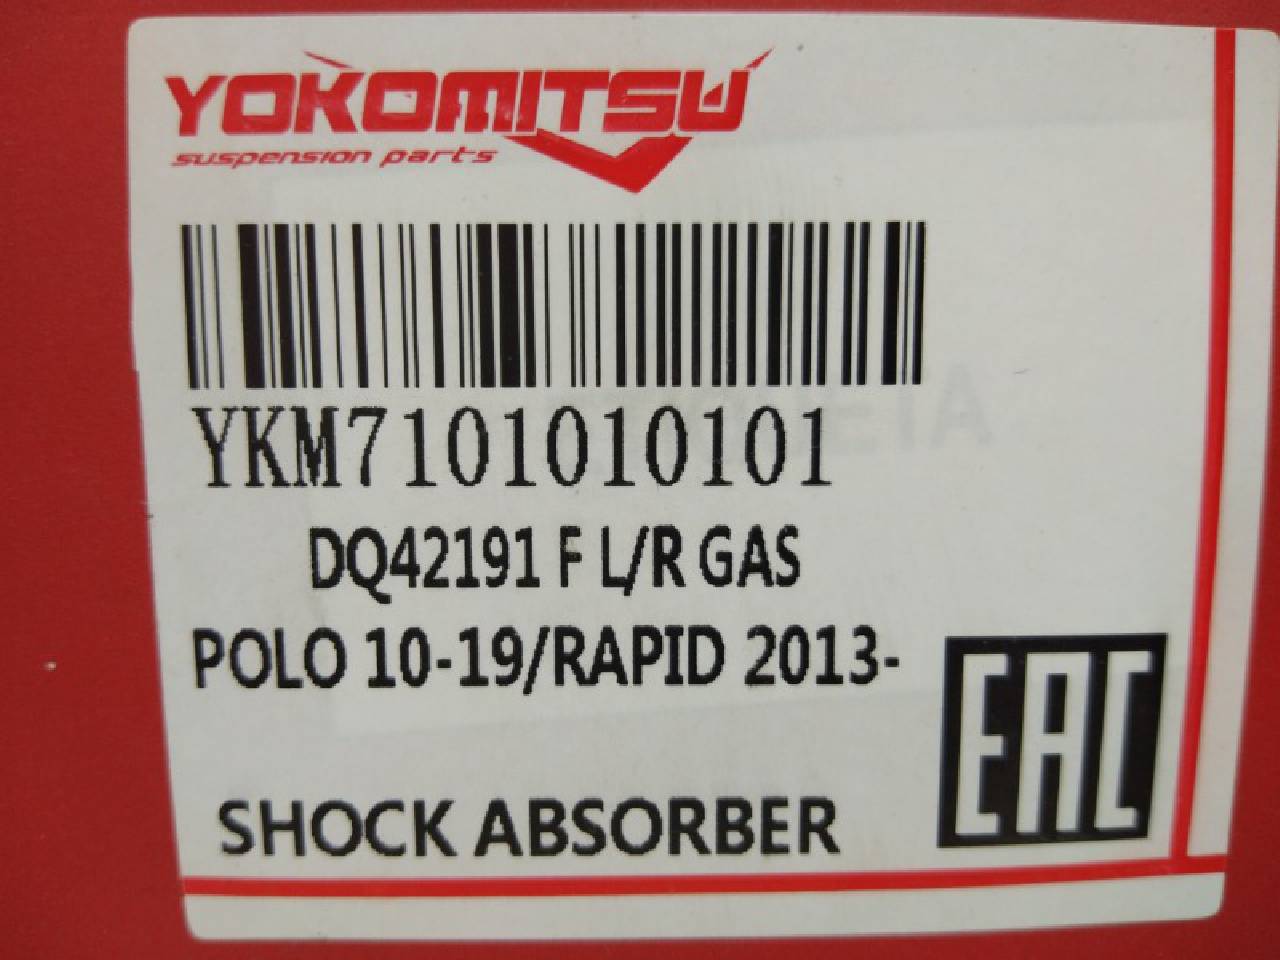 YOKOMITSU
suspension parts
YKM7101010101
DQ42191 F L/R GAS
POLO 10-19/RAPID 2013-
EAC
SHOCK ABSORBER